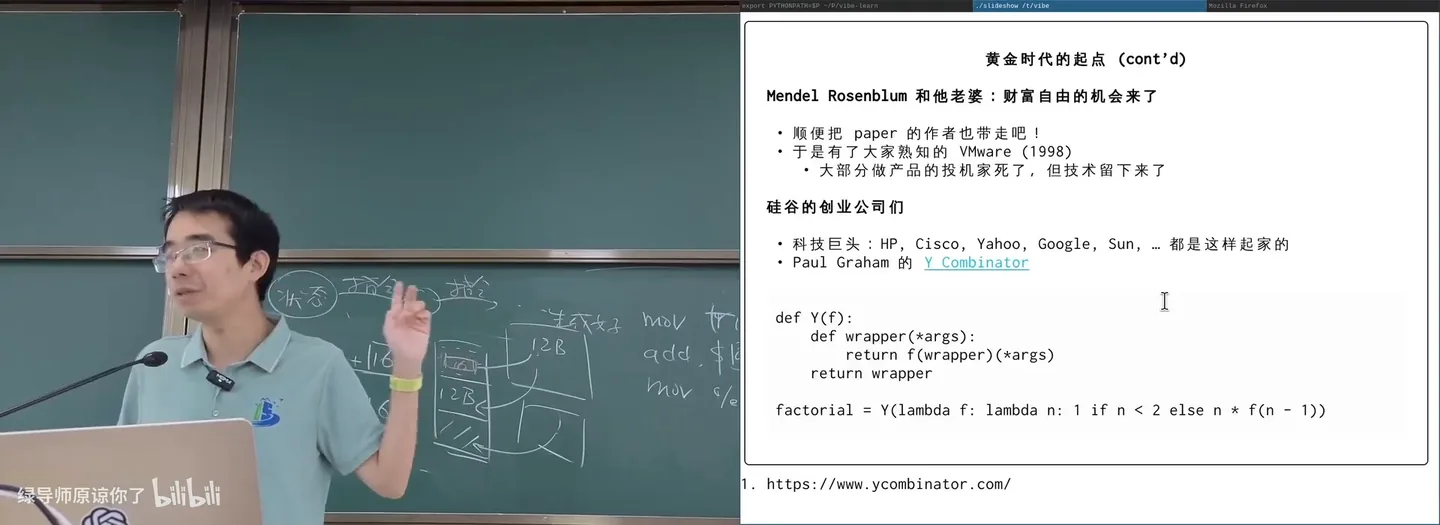 export PYTHONPATH=$P ~/P/vibe-learn
./slideshow /t/vibe
Mozilla Firefox
黄金时代的起点 (cont’d)
Mendel Rosenblum 和他老婆：财富自由的机会来了
• 顺便把 paper 的作者也带走吧！
• 于是有了大家熟知的 VMware (1998)
• 大部分做产品的投机家死了，但技术留下来了
硅谷的创业公司们
• 科技巨头：HP, Cisco, Yahoo, Google, Sun, … 都是这样起家的
• Paul Graham 的 Y Combinator
def Y(f):
def wrapper(*args):
return f(wrapper)(*args)
return wrapper
factorial = Y(lambda f: lambda n: 1 if n < 2 else n * f(n - 1))
1. https://www.ycombinator.com/
状态 指令 指令
mov
12B
add
12B
mov
绿导师原谅你了 bilibili